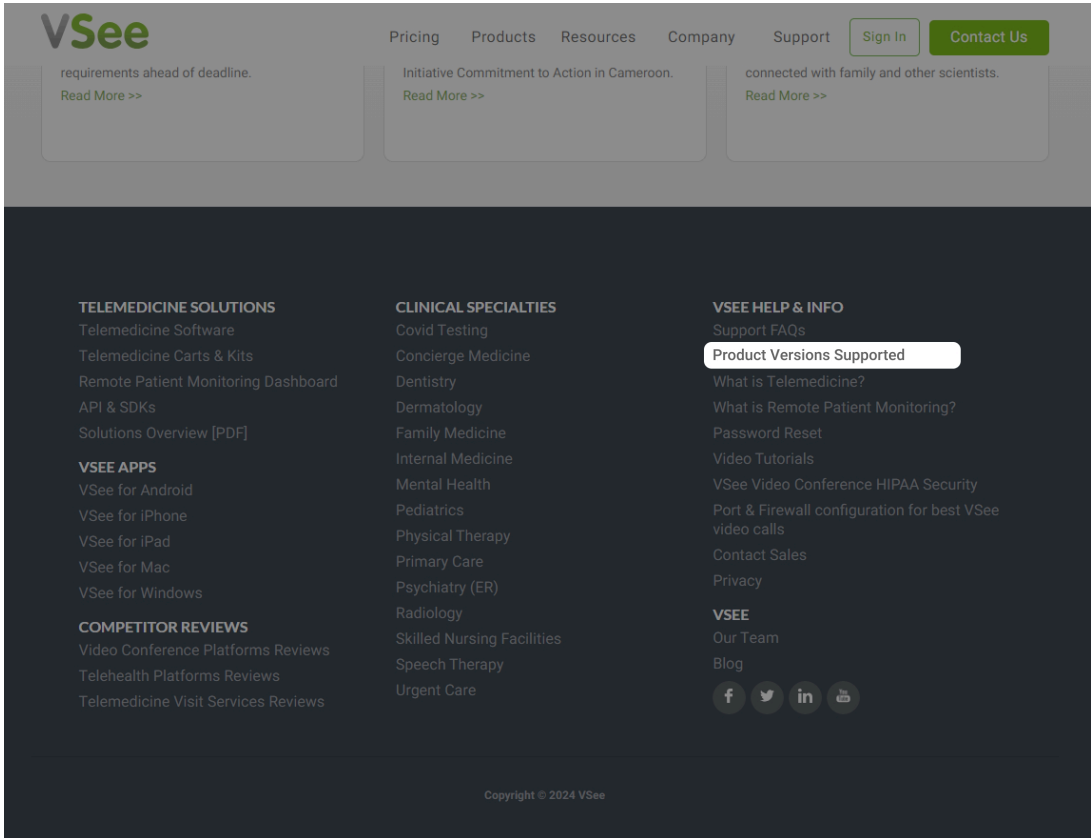 VSee
Pricing Products Resources Company Support Sign In Contact Us
requirements ahead of deadline.
Read More >>
Initiative Commitment to Action in Cameroon.
Read More >>
connected with family and other scientists.
Read More >>
TELEMEDICINE SOLUTIONS
Telemedicine Software
Telemedicine Carts & Kits
Remote Patient Monitoring Dashboard
API & SDKs
Solutions Overview [PDF]
VSEE APPS
VSee for Android
VSee for iPhone
VSee for iPad
VSee for Mac
VSee for Windows
COMPETITOR REVIEWS
Video Conference Platforms Reviews
Telehealth Platforms Reviews
Telemedicine Visit Services Reviews
CLINICAL SPECIALTIES
Covid Testing
Concierge Medicine
Dentistry
Dermatology
Family Medicine
Internal Medicine
Mental Health
Pediatrics
Physical Therapy
Primary Care
Psychiatry (ER)
Radiology
Skilled Nursing Facilities
Speech Therapy
Urgent Care
VSEE HELP & INFO
Support FAQs
Product Versions Supported
What is Telemedicine?
What is Remote Patient Monitoring?
Password Reset
Video Tutorials
VSee Video Conference HIPAA Security
Port & Firewall configuration for best VSee
video calls
Contact Sales
Privacy
VSEE
Our Team
Blog
f in You Tube
Copyright © 2024 VSee